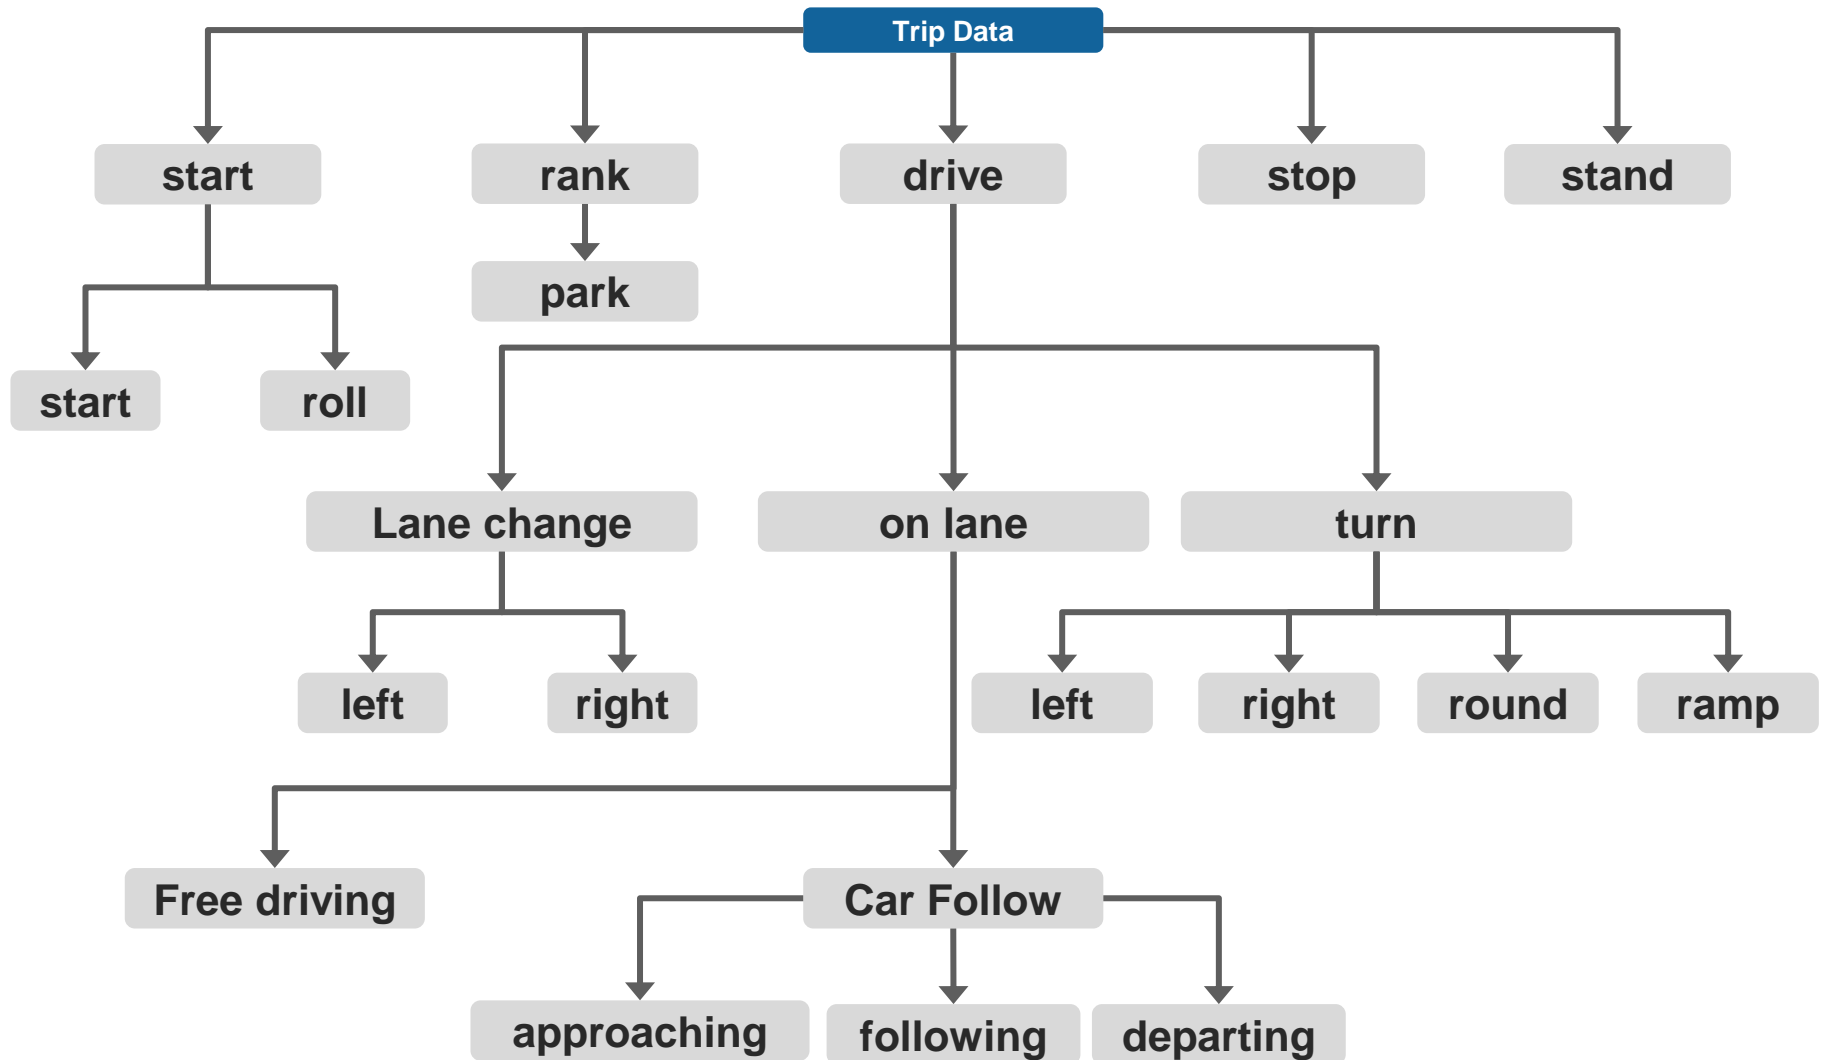 Trip Data
start
rank
drive
stop
stand
park
start
roll
Lane change
on lane
turn
left
right
left
right
round
ramp
Free driving
Car Follow
approaching
following
departing